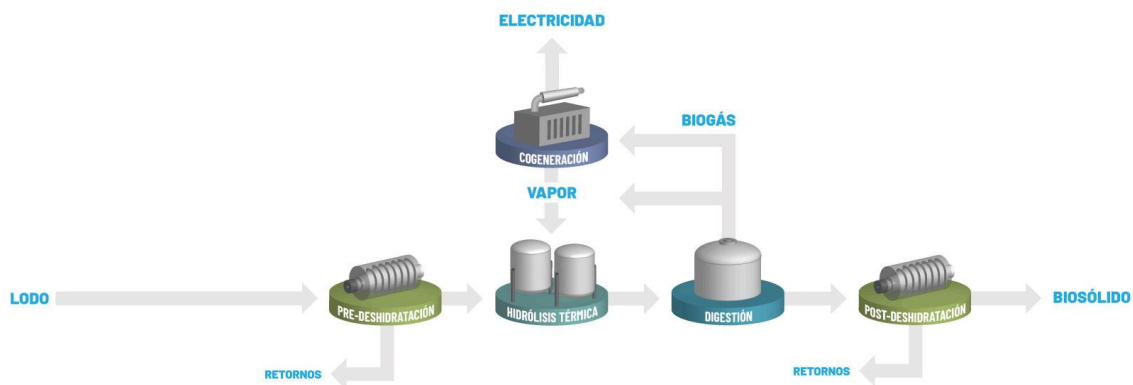 ELECTRICIDAD
BIOGÁS
COGENERACIÓN
VAPOR
LODO
PRE-DESHIDRATACIÓN
HIDRÓLISIS TÉRMICA
DIGESTIÓN
POST-DESHIDRATACIÓN
BIOSÓLIDO
RETORNOS
RETORNOS